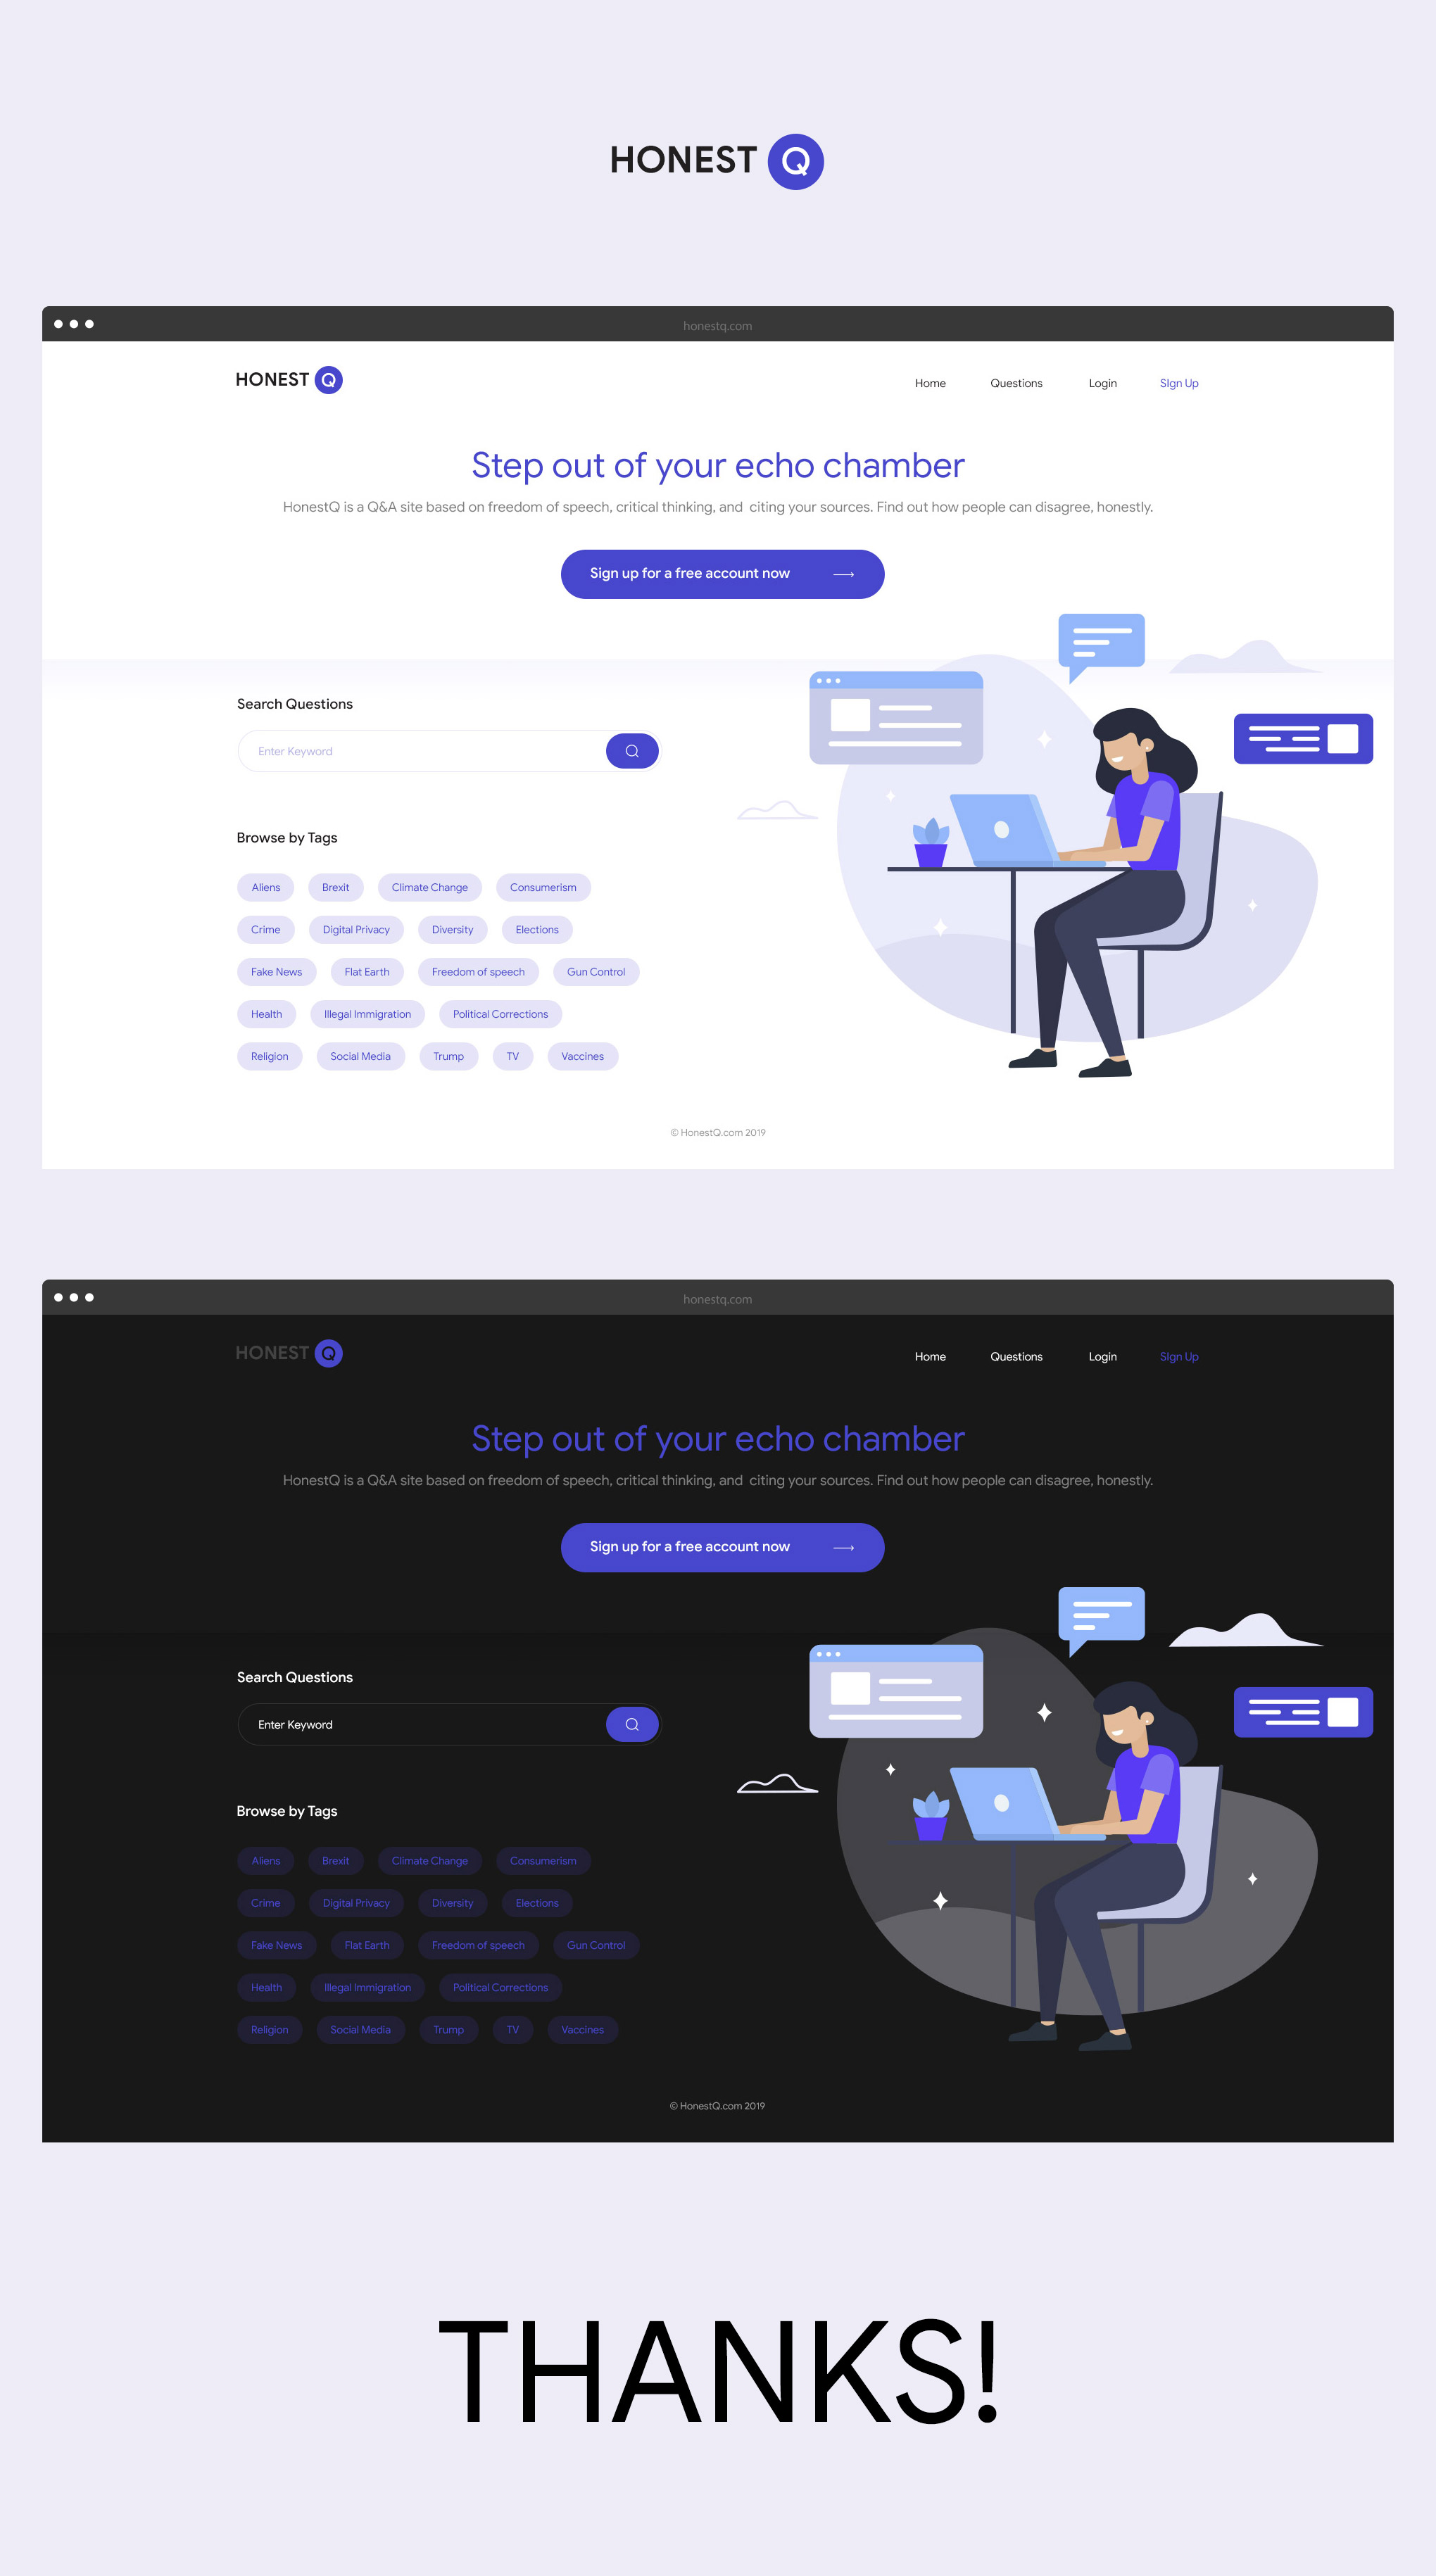 HONEST Q
honestq.com
HONEST Q
Home Questions Login SIgn Up
Step out of your echo chamber
HonestQ is a Q&A site based on freedom of speech, critical thinking, and citing your sources. Find out how people can disagree, honestly.
Sign up for a free account now
Search Questions
Enter Keyword
Browse by Tags
Aliens Brexit Climate Change Consumerism
Crime Digital Privacy Diversity Elections
Fake News Flat Earth Freedom of speech Gun Control
Health Illegal Immigration Political Corrections
Religion Social Media Trump TV Vaccines
© HonestQ.com 2019
honestq.com
HONEST Q
Home Questions Login SIgn Up
Step out of your echo chamber
HonestQ is a Q&A site based on freedom of speech, critical thinking, and citing your sources. Find out how people can disagree, honestly.
Sign up for a free account now
Search Questions
Enter Keyword
Browse by Tags
Aliens Brexit Climate Change Consumerism
Crime Digital Privacy Diversity Elections
Fake News Flat Earth Freedom of speech Gun Control
Health Illegal Immigration Political Corrections
Religion Social Media Trump TV Vaccines
© HonestQ.com 2019
THANKS!